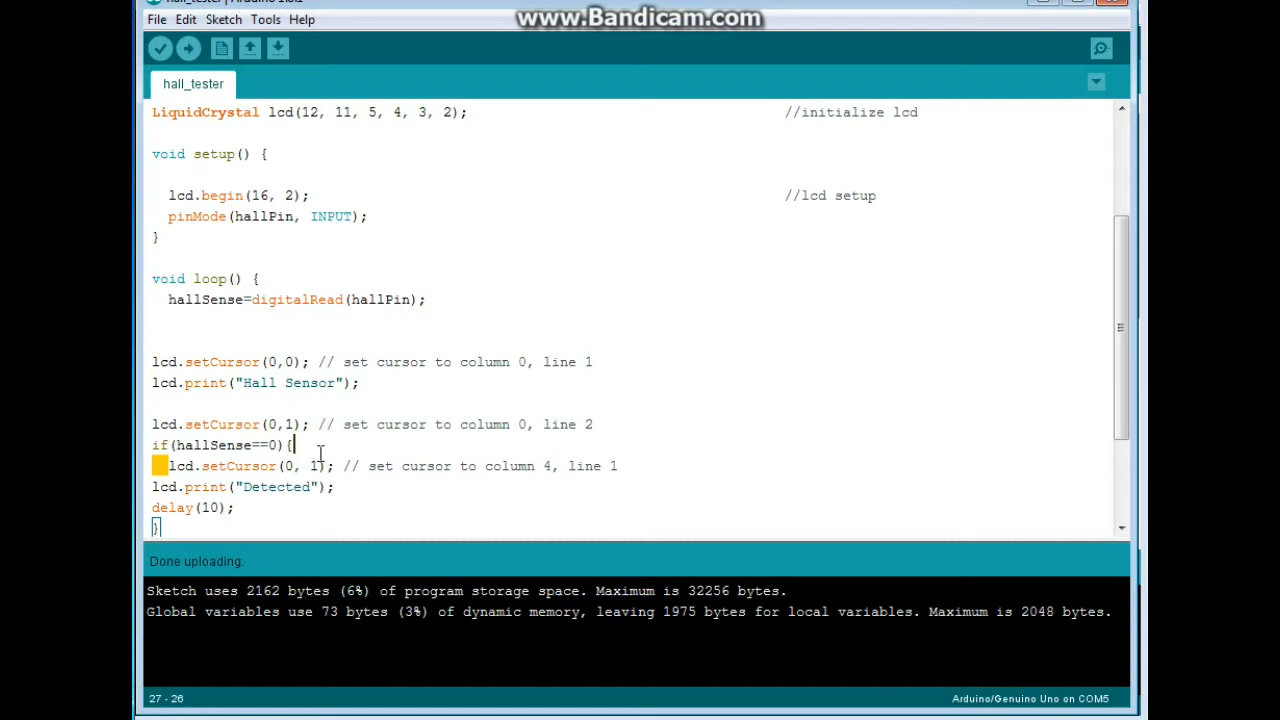 www.Bandicam.com
File Edit Sketch Tools Help
hall_tester
LiquidCrystal lcd(12, 11, 5, 4, 3, 2); //initialize lcd
void setup() {
lcd.begin(16, 2); //lcd setup
pinMode(hallPin, INPUT);
}
void loop() {
hallSense=digitalRead(hallPin);
lcd.setCursor(0,0); // set cursor to column 0, line 1
lcd.print("Hall Sensor");
lcd.setCursor(0,1); // set cursor to column 0, line 2
if(hallSense==0){
lcd.setCursor(0, 1); // set cursor to column 4, line 1
lcd.print("Detected");
delay(10);
}
Done uploading.
Sketch uses 2162 bytes (6%) of program storage space. Maximum is 32256 bytes.
Global variables use 73 bytes (3%) of dynamic memory, leaving 1975 bytes for local variables. Maximum is 2048 bytes.
27 - 26 Arduino/Genuino Uno on COM5